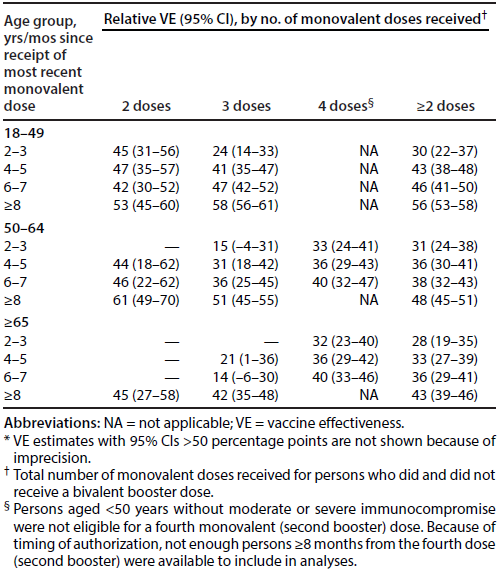 Age group, yrs/mos since receipt of most recent monovalent dose
Relative VE (95% CI), by no. of monovalent doses received†
2 doses 3 doses 4 doses§ ≥2 doses
18–49
2–3 45 (31–56) 24 (14–33) NA 30 (22–37)
4–5 47 (35–57) 41 (35–47) NA 43 (38–48)
6–7 42 (30–52) 47 (42–52) NA 46 (41–50)
≥8 53 (45–60) 58 (56–61) NA 56 (53–58)
50–64
2–3 — 15 (–4–31) 33 (24–41) 31 (24–38)
4–5 44 (18–62) 31 (18–42) 36 (29–43) 36 (30–41)
6–7 46 (22–62) 36 (25–45) 40 (32–47) 38 (32–43)
≥8 61 (49–70) 51 (45–55) NA 48 (45–51)
≥65
2–3 — — 32 (23–40) 28 (19–35)
4–5 — 21 (1–36) 36 (29–42) 33 (27–39)
6–7 — 14 (–6–30) 40 (33–46) 36 (29–41)
≥8 45 (27–58) 42 (35–48) NA 43 (39–46)
Abbreviations: NA = not applicable; VE = vaccine effectiveness.
* VE estimates with 95% CIs >50 percentage points are not shown because of
imprecision.
† Total number of monovalent doses received for persons who did and did not
receive a bivalent booster dose.
§ Persons aged <50 years without moderate or severe immunocompromise
were not eligible for a fourth monovalent (second booster) dose. Because of
timing of authorization, not enough persons ≥8 months from the fourth dose
(second booster) were available to include in analyses.